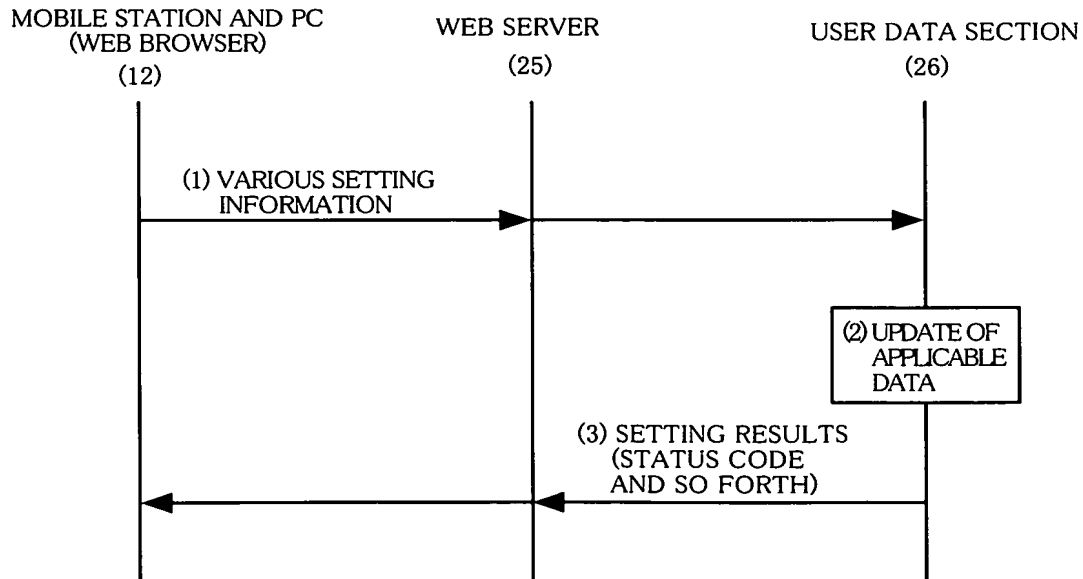 MOBILE STATION AND PC
(WEB BROWSER)
(12)
WEB SERVER
(25)
USER DATA SECTION
(26)
(1) VARIOUS SETTING
INFORMATION
(2) UPDATE OF
APPLICABLE
DATA
(3) SETTING RESULTS
(STATUS CODE
AND SO FORTH)